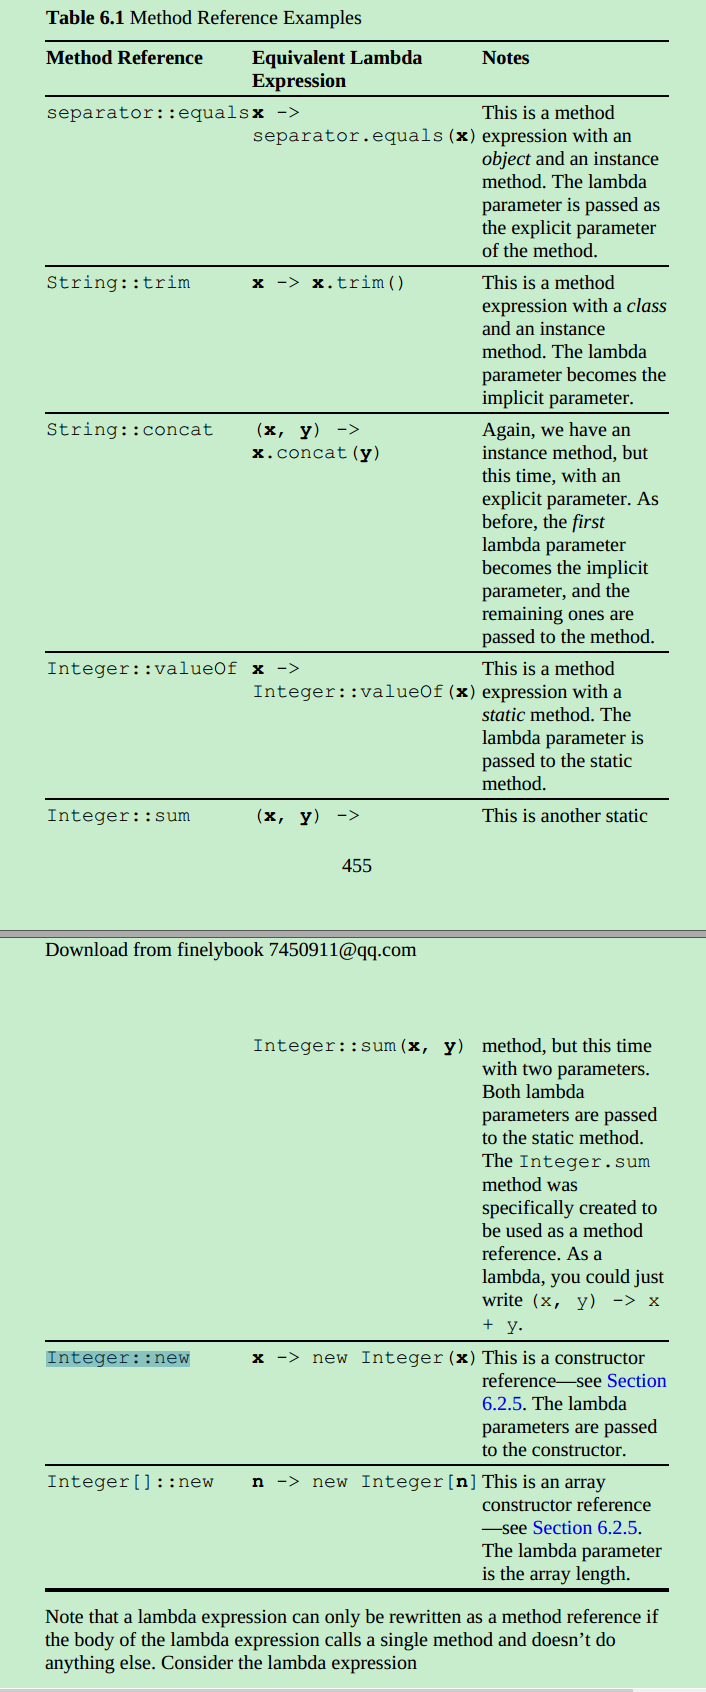 Table 6.1 Method Reference Examples
Method Reference Equivalent Lambda Notes
Expression
separator::equals x -> This is a method
separator.equals(x) expression with an
object and an instance
method. The lambda
parameter is passed as
the explicit parameter
of the method.
String::trim x -> x.trim() This is a method
expression with a class
and an instance
method. The lambda
parameter becomes the
implicit parameter.
String::concat (x, y) -> Again, we have an
x.concat(y) instance method, but
this time, with an
explicit parameter. As
before, the first
lambda parameter
becomes the implicit
parameter, and the
remaining ones are
passed to the method.
Integer::valueOf x -> This is a method
Integer::valueOf(x) expression with a
static method. The
lambda parameter is
passed to the static
method.
Integer::sum (x, y) -> This is another static
455
Download from finelybook 7450911@qq.com
Integer::sum(x, y) method, but this time
with two parameters.
Both lambda
parameters are passed
to the static method.
The Integer.sum
method was
specifically created to
be used as a method
reference. As a
lambda, you could just
write (x, y) -> x
+ y.
Integer::new x -> new Integer(x) This is a constructor
reference—see Section
6.2.5. The lambda
parameters are passed
to the constructor.
Integer[]::new n -> new Integer[n] This is an array
constructor reference
—see Section 6.2.5.
The lambda parameter
is the array length.
Note that a lambda expression can only be rewritten as a method reference if
the body of the lambda expression calls a single method and doesn’t do
anything else. Consider the lambda expression